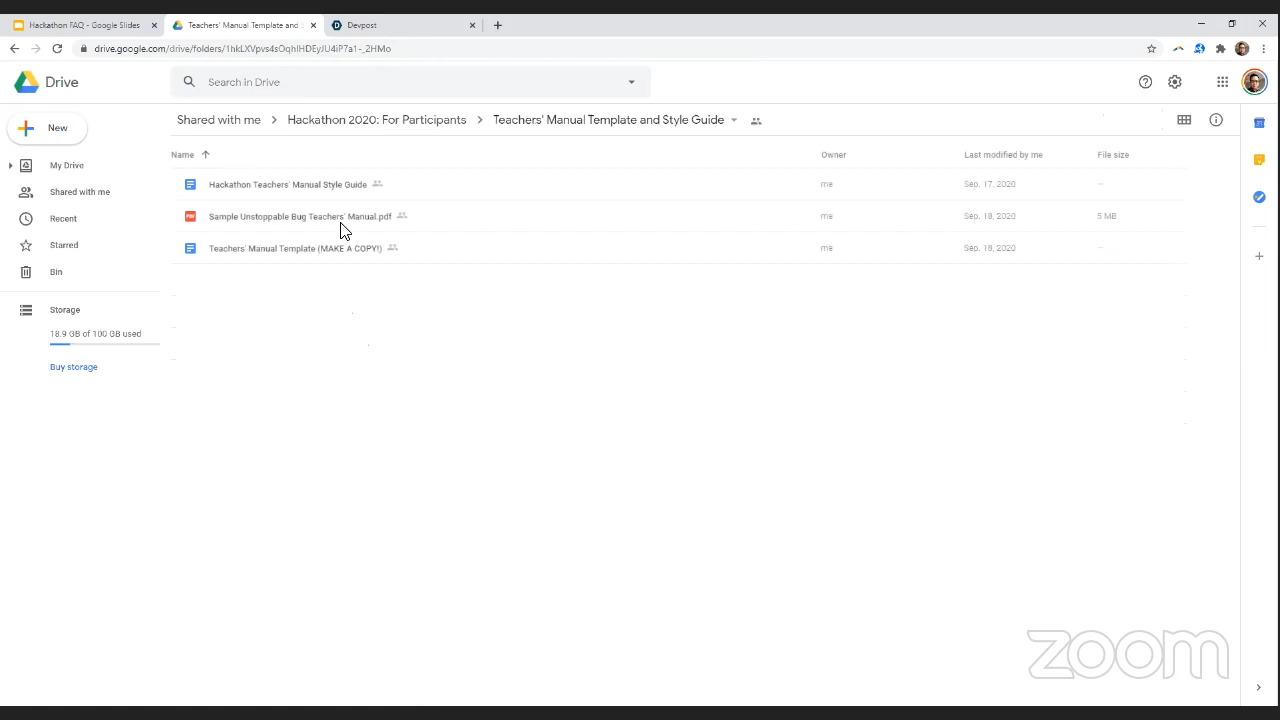 Hackathon FAQ - Google Slides
Teachers' Manual Template and S
Devpost
drive.google.com/drive/folders/1hkLXVpvs4sOqhIHDEyJU4iP7a1-_2HMo
Drive
Search in Drive
New
Shared with me
Hackathon 2020: For Participants
Teachers' Manual Template and Style Guide
Name
Owner
Last modified by me
File size
My Drive
Hackathon Teachers' Manual Style Guide
me
Sep. 17, 2020
—
Shared with me
PDF
Sample Unstoppable Bug Teachers' Manual.pdf
me
Sep. 18, 2020
5 MB
Recent
Teachers' Manual Template (MAKE A COPY!)
me
Sep. 18, 2020
—
Starred
Bin
Storage
18.9 GB of 100 GB used
Buy storage
31
zoom